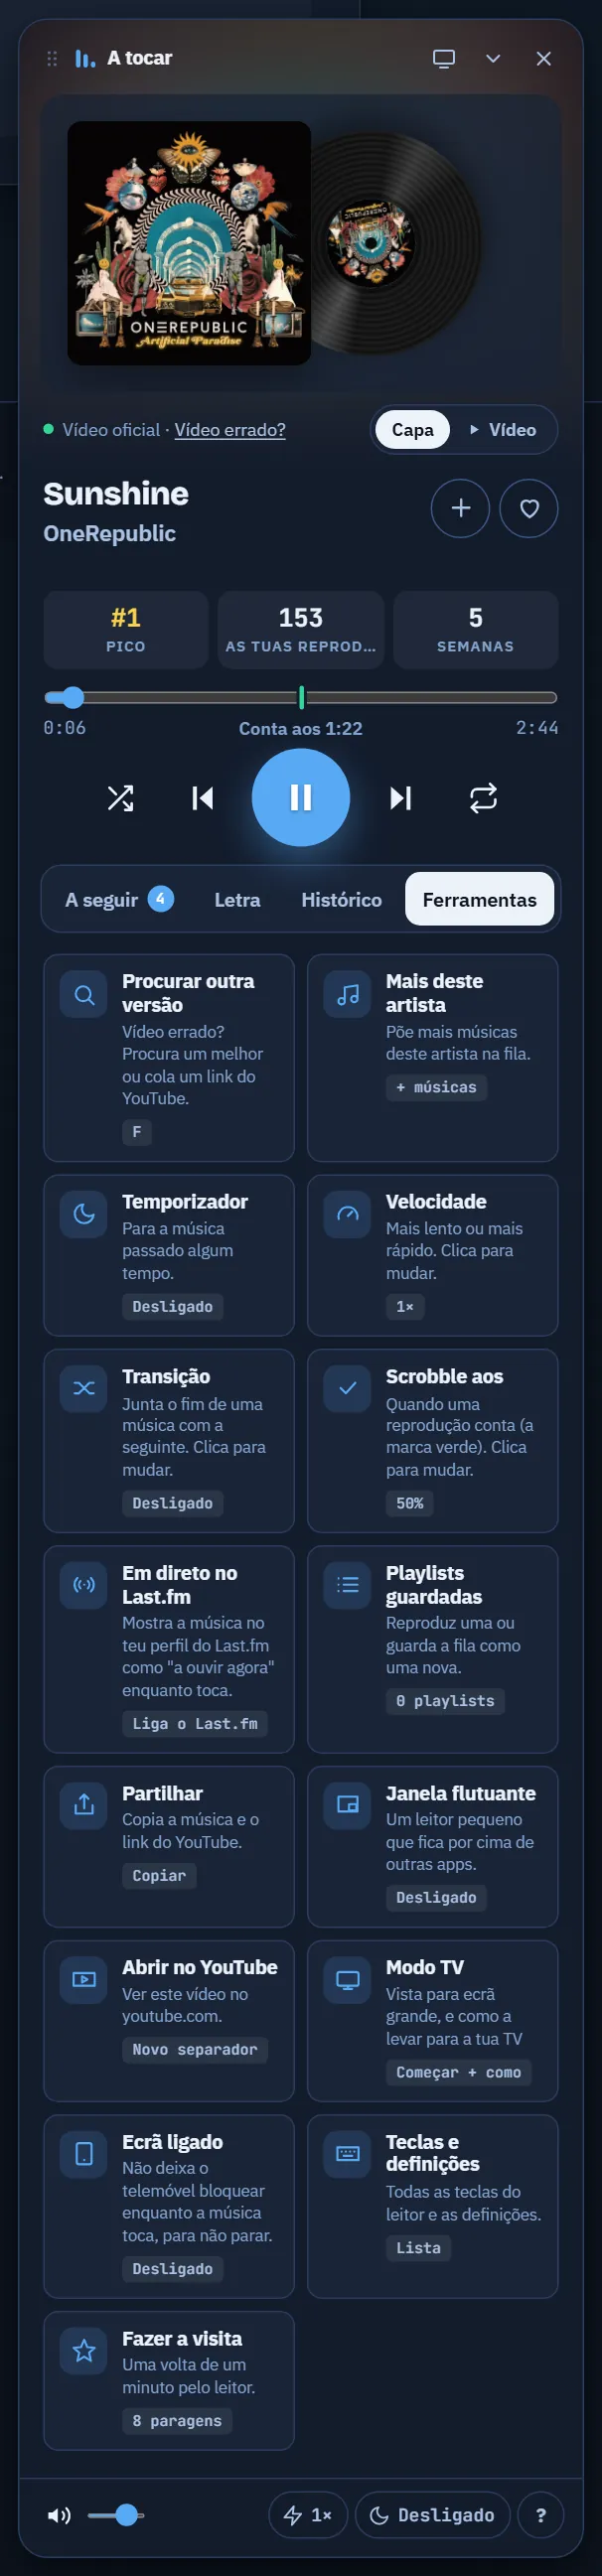 A tocar
ONEREPUBLIC
Artificial Paradise
Vídeo oficial · Vídeo errado?
Capa
Vídeo
Sunshine
OneRepublic
#1
PICO
153
AS TUAS REPROD…
5
SEMANAS
0:06
Conta aos 1:22
2:44
A seguir 4
Letra
Histórico
Ferramentas
Procurar outra
versão
Vídeo errado?
Procura um melhor
ou cola um link do
YouTube.
F
Mais deste
artista
Põe mais músicas
deste artista na fila.
+ músicas
Temporizador
Para a música
passado algum
tempo.
Desligado
Velocidade
Mais lento ou mais
rápido. Clica para
mudar.
1×
Transição
Junta o fim de uma
música com a
seguinte. Clica para
mudar.
Desligado
Scrobble aos
Quando uma
reprodução conta (a
marca verde). Clica
para mudar.
50%
Em direto no
Last.fm
Mostra a música no
teu perfil do Last.fm
como "a ouvir agora"
enquanto toca.
Liga o Last.fm
Playlists
guardadas
Reproduz uma ou
guarda a fila como
uma nova.
0 playlists
Partilhar
Copia a música e o
link do YouTube.
Copiar
Janela flutuante
Um leitor pequeno
que fica por cima de
outras apps.
Desligado
Abrir no YouTube
Ver este vídeo no
youtube.com.
Novo separador
Modo TV
Vista para ecrã
grande, e como a
levar para a tua TV
Começar + como
Ecrã ligado
Não deixa o
telemóvel bloquear
enquanto a música
toca, para não parar.
Desligado
Teclas e
definições
Todas as teclas do
leitor e as definições.
Lista
Fazer a visita
Uma volta de um
minuto pelo leitor.
8 paragens
1×
Desligado
?